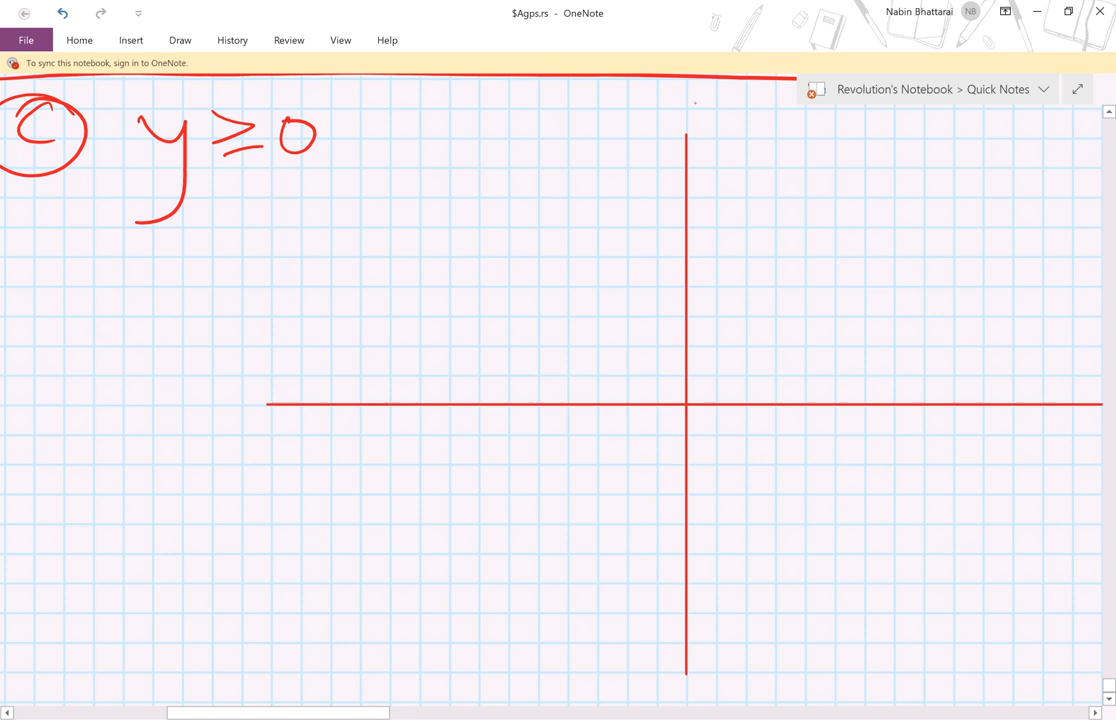 $Agps.rs — OneNote
Nabin Bhattarai NB
File Home Insert Draw History Review View Help
To sync this notebook, sign in to OneNote.
Revolution's Notebook > Quick Notes
C y ≥ 0